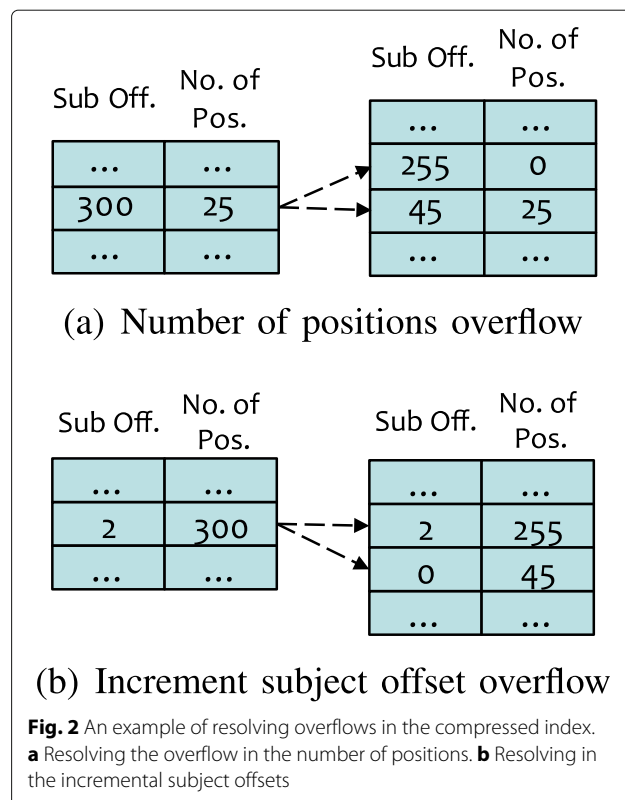 Sub Off. No. of Pos. Sub Off. No. of Pos.
... ... ... ...
300 25 255 0
... ... 45 25
... ...
(a) Number of positions overflow
Sub Off. No. of Pos. Sub Off. No. of Pos.
... ... ... ...
2 300 2 255
... ... 0 45
... ...
(b) Increment subject offset overflow
Fig. 2 An example of resolving overflows in the compressed index.
a Resolving the overflow in the number of positions. b Resolving in
the incremental subject offsets